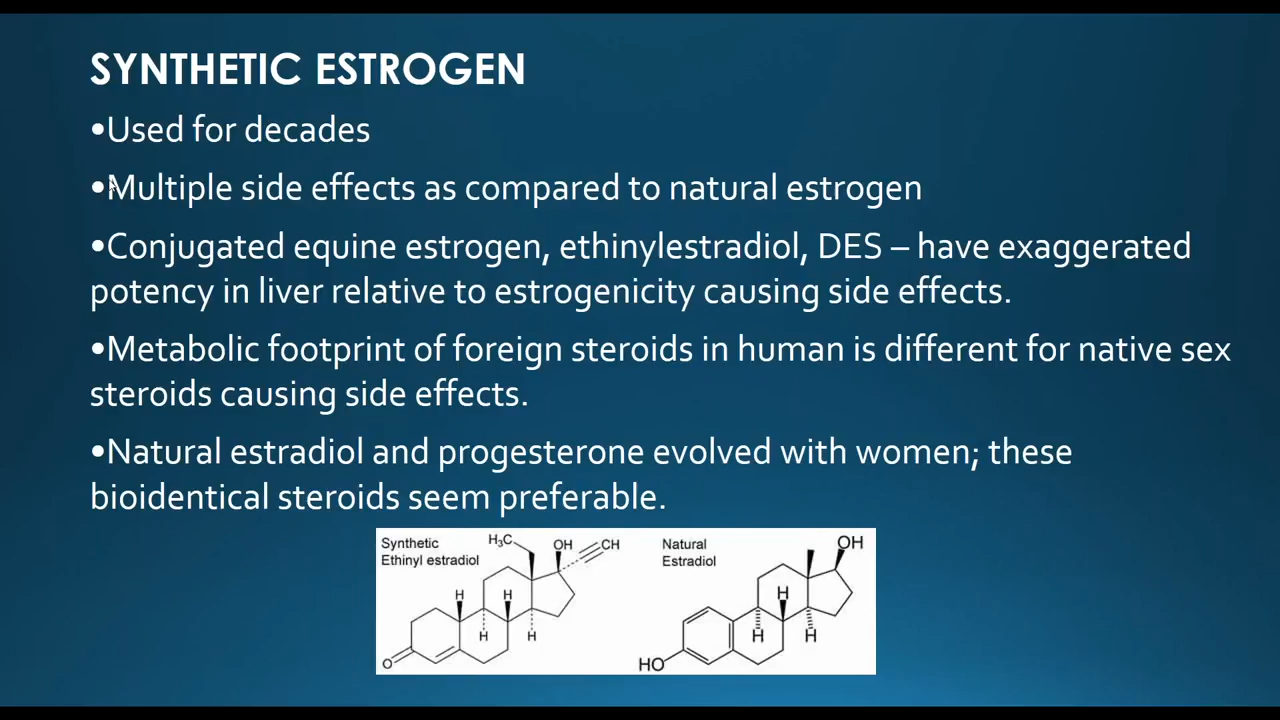 SYNTHETIC ESTROGEN
•Used for decades
•Multiple side effects as compared to natural estrogen
•Conjugated equine estrogen, ethinylestradiol, DES – have exaggerated
potency in liver relative to estrogenicity causing side effects.
•Metabolic footprint of foreign steroids in human is different for native sex
steroids causing side effects.
•Natural estradiol and progesterone evolved with women; these
bioidentical steroids seem preferable.
Synthetic
Ethinyl estradiol
H₃C
OH
CH
H
H
H
H
O
Natural
Estradiol
OH
H
H
H
HO